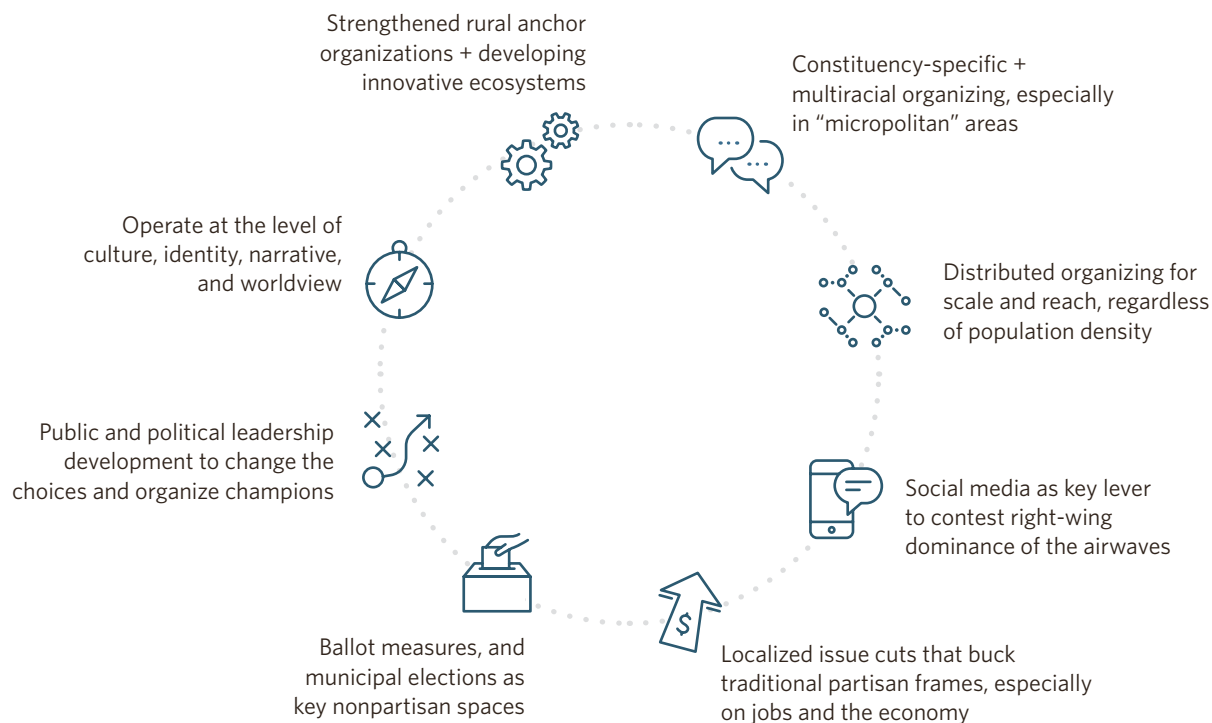 Strengthened rural anchor
organizations + developing
innovative ecosystems
Constituency-specific +
multiracial organizing, especially
in “micropolitan” areas
Distributed organizing for
scale and reach, regardless
of population density
Social media as key lever
to contest right-wing
dominance of the airwaves
$
Localized issue cuts that buck
traditional partisan frames, especially
on jobs and the economy
Ballot measures, and
municipal elections as
key nonpartisan spaces
Public and political leadership
development to change the
choices and organize champions
Operate at the level of
culture, identity, narrative,
and worldview